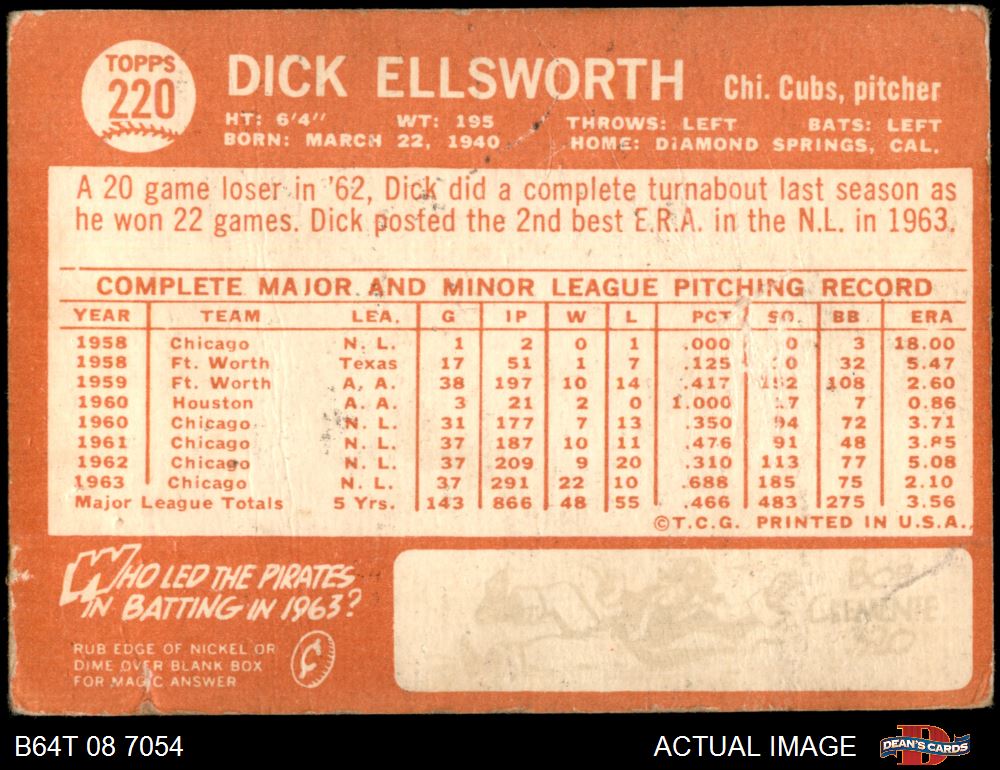 TOPPS
220
DICK ELLSWORTH Chi. Cubs, pitcher
HT: 6'4" WT: 195 THROWS: LEFT BATS: LEFT
BORN: MARCH 22, 1940 HOME: DIAMOND SPRINGS, CAL.
A 20 game loser in '62, Dick did a complete turnabout last season as
he won 22 games. Dick posted the 2nd best E.R.A. in the N.L. in 1963.
COMPLETE MAJOR AND MINOR LEAGUE PITCHING RECORD
YEAR TEAM LEA. G IP W L PCT. SO. BB ERA
1958 Chicago N. L. 1 2 0 1 .000 0 3 18.00
1958 Ft. Worth Texas 17 51 1 7 .125 10 32 5.47
1959 Ft. Worth A. A. 38 197 10 14 .417 152 108 2.60
1960 Houston A. A. 3 21 2 0 1.000 7 0.86
1960 Chicago N. L. 31 177 7 13 .350 94 72 3.71
1961 Chicago N. L. 37 187 10 11 .476 91 48 3.85
1962 Chicago N. L. 37 209 9 20 .310 113 77 5.08
1963 Chicago N. L. 37 291 22 10 .688 185 75 2.10
Major League Totals 5 Yrs. 143 866 48 55 .466 483 275 3.56
©T.C.G. PRINTED IN U.S.A.
WHO LED THE PIRATES
IN BATTING IN 1963?
RUB EDGE OF NICKEL OR
DIME OVER BLANK BOX
FOR MAGIC ANSWER
BOB
CLEMENTE
.320
B64T 08 7054 ACTUAL IMAGE DEAN'S CARDS